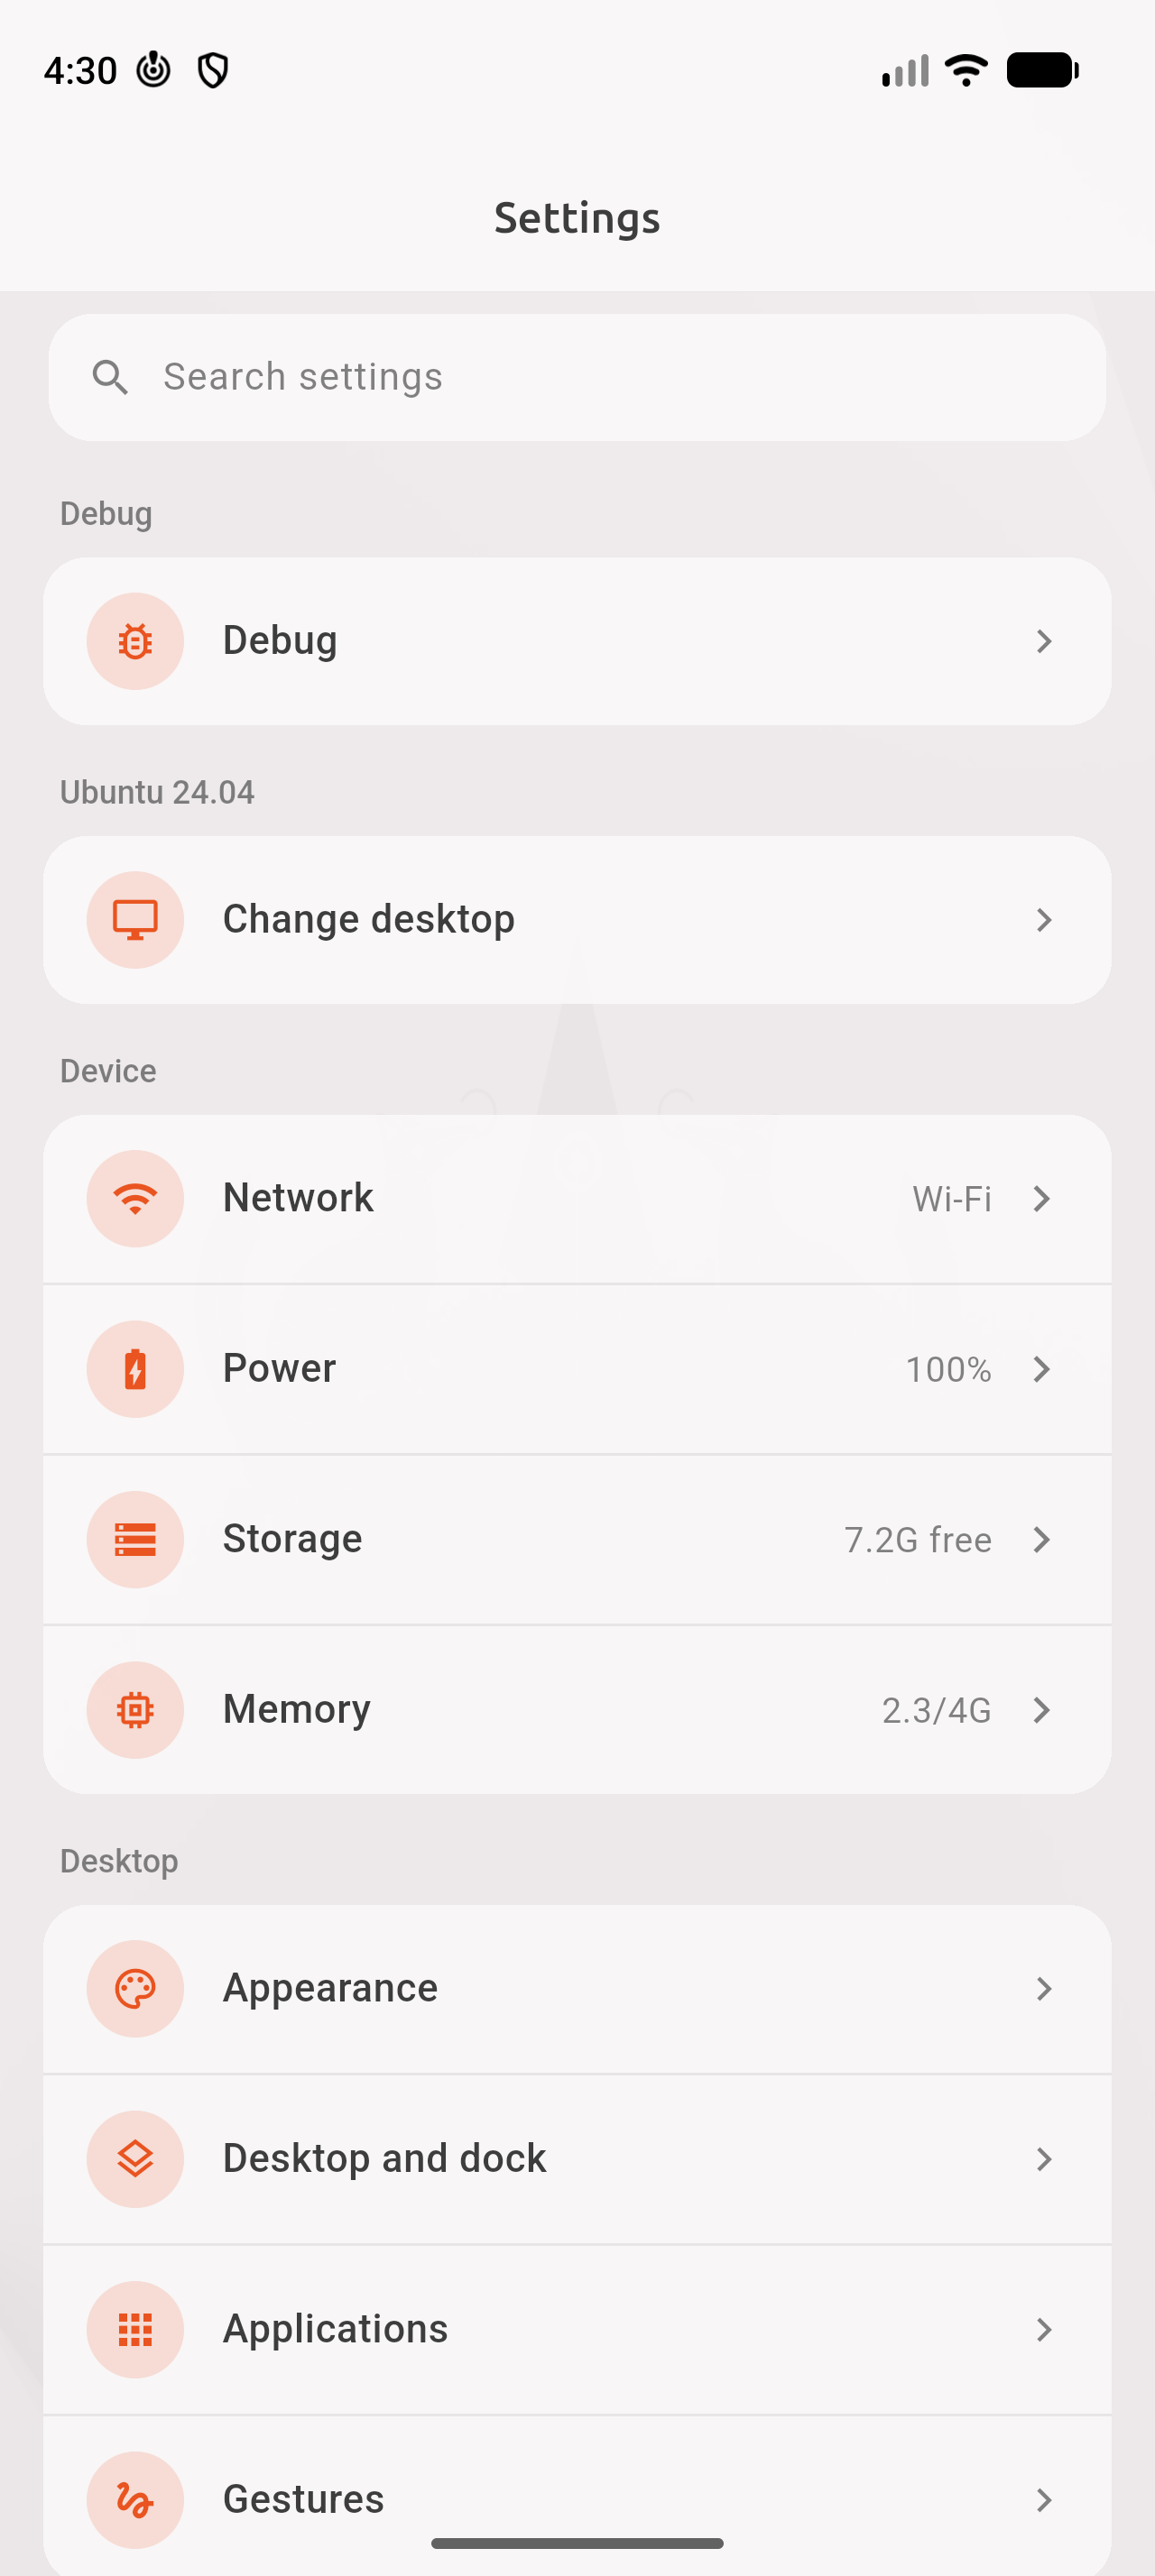 4:30
Settings
Search settings
Debug
Debug
Ubuntu 24.04
Change desktop
Device
Network Wi-Fi
Power 100%
Storage 7.2G free
Memory 2.3/4G
Desktop
Appearance
Desktop and dock
Applications
Gestures